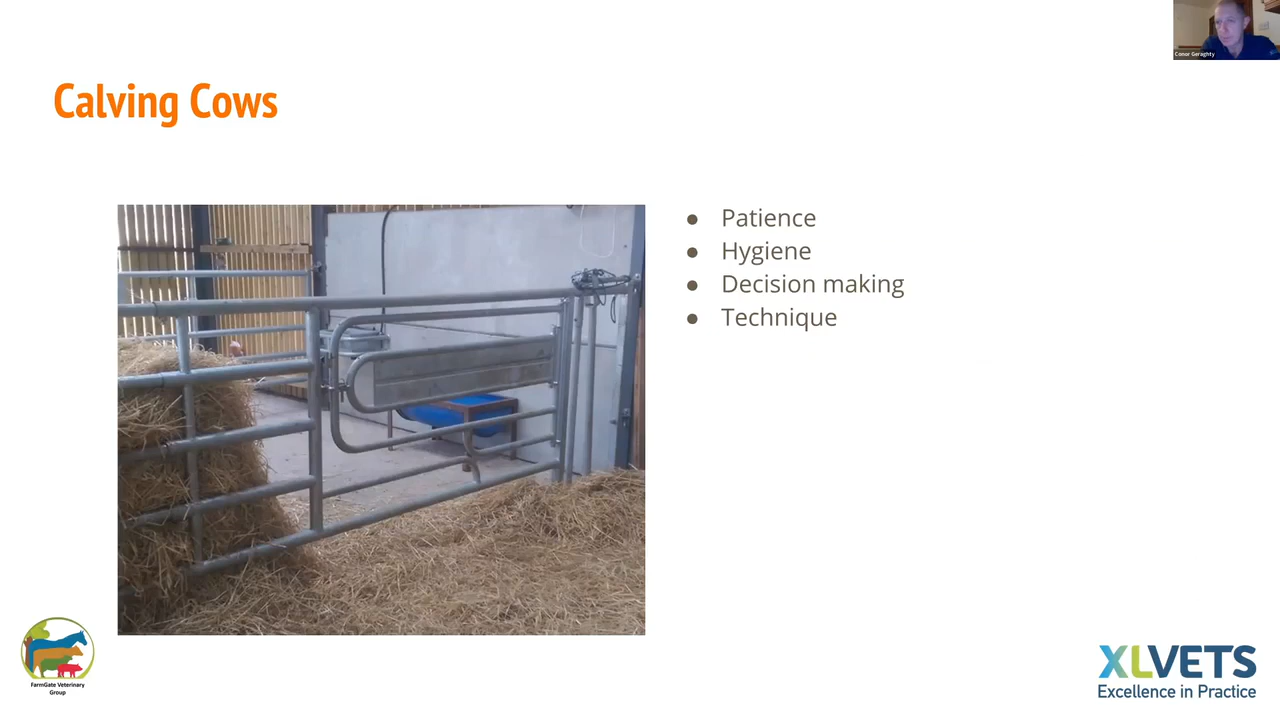 Conor Geraghty
Calving Cows
● Patience
● Hygiene
● Decision making
● Technique
FarmGate Veterinary
Group
XLVETS
Excellence in Practice